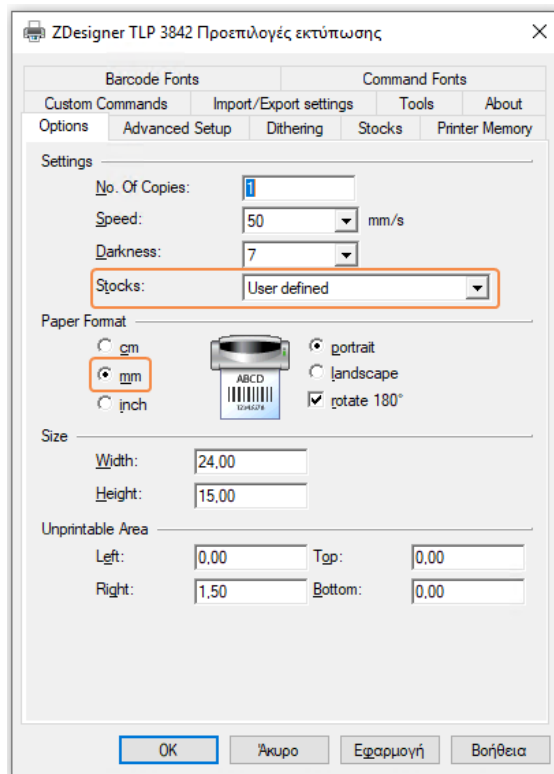 ZDesigner TLP 3842 Προεπιλογές εκτύπωσης
Barcode Fonts Command Fonts
Custom Commands Import/Export settings Tools About
Options Advanced Setup Dithering Stocks Printer Memory
Settings
No. Of Copies: 1
Speed: 50 mm/s
Darkness: 7
Stocks: User defined
Paper Format
cm portrait
mm landscape
inch rotate 180°
ABCD
12345678
Size
Width: 24,00
Height: 15,00
Unprintable Area
Left: 0,00 Top: 0,00
Right: 1,50 Bottom: 0,00
OK Άκυρο Εφαρμογή Βοήθεια